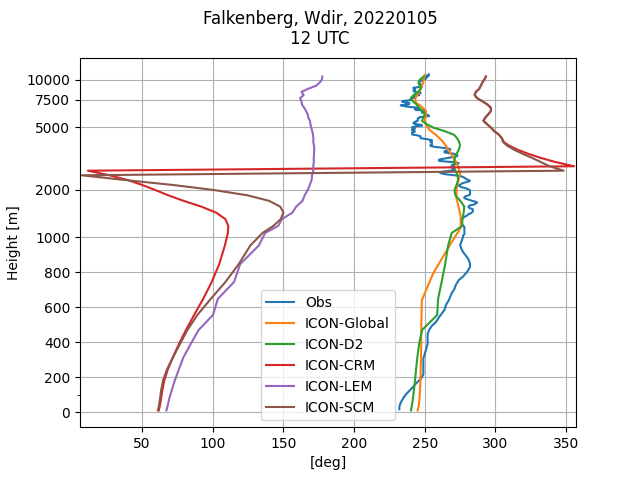 Falkenberg, Wdir, 20220105
12 UTC
10000
7500
5000
2000
1000
800
600
400
200
0
Height [m]
Obs
ICON-Global
ICON-D2
ICON-CRM
ICON-LEM
ICON-SCM
50 100 150 200 250 300 350
[deg]